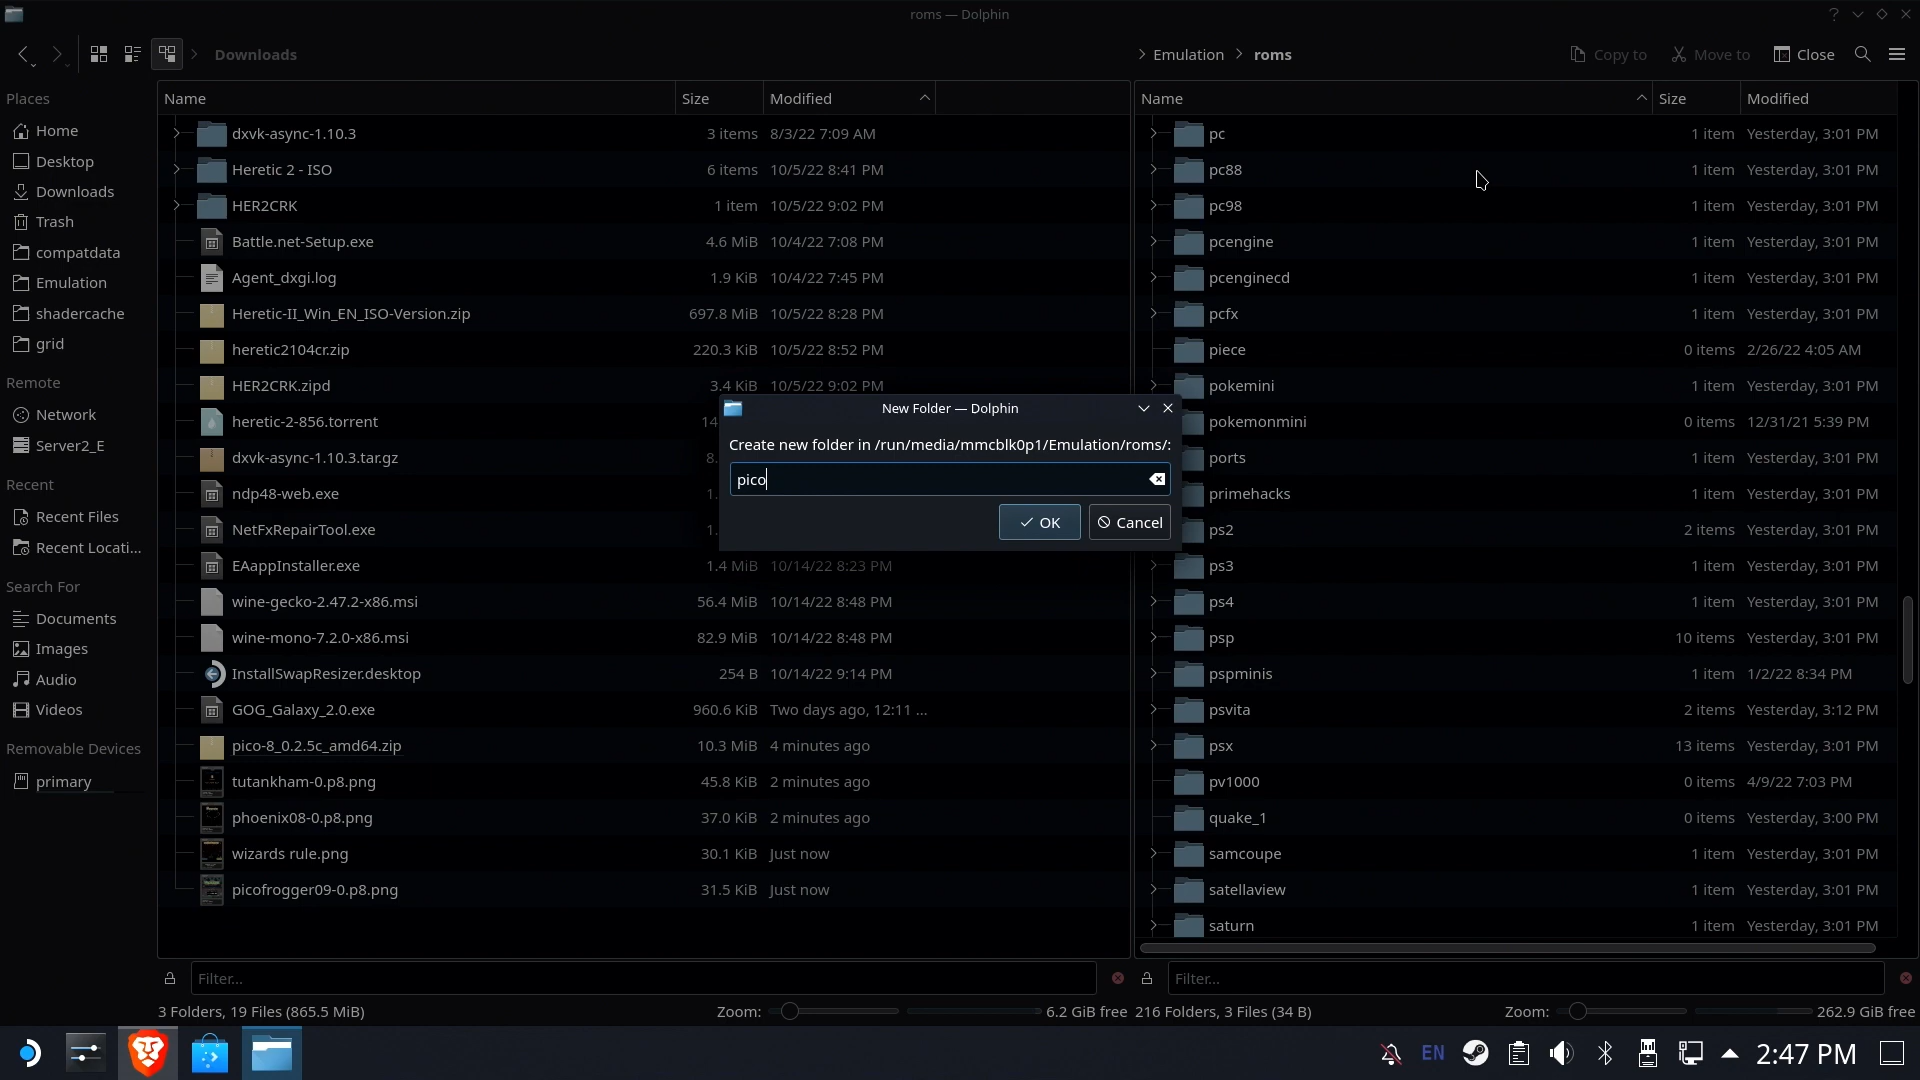 roms — Dolphin
Downloads
Emulation roms
Copy to Move to Close
Places
Home
Desktop
Downloads
Trash
compatdata
Emulation
shadercache
grid
Remote
Network
Server2_E
Recent
Recent Files
Recent Locati...
Search For
Documents
Images
Audio
Videos
Removable Devices
primary
Name Size Modified
dxvk-async-1.10.3 3 items 8/3/22 7:09 AM
Heretic 2 - ISO 6 items 10/5/22 8:41 PM
HER2CRK 1 item 10/5/22 9:02 PM
Battle.net-Setup.exe 4.6 MiB 10/4/22 7:08 PM
Agent_dxgi.log 1.9 KiB 10/4/22 7:45 PM
Heretic-II_Win_EN_ISO-Version.zip 697.8 MiB 10/5/22 8:28 PM
heretic2104cr.zip 220.3 KiB 10/5/22 8:52 PM
HER2CRK.zipd 3.4 KiB 10/5/22 9:02 PM
heretic-2-856.torrent 14
dxvk-async-1.10.3.tar.gz 8.
ndp48-web.exe 1.
NetFxRepairTool.exe 1.
EAappInstaller.exe 1.4 MiB 10/14/22 8:23 PM
wine-gecko-2.47.2-x86.msi 56.4 MiB 10/14/22 8:48 PM
wine-mono-7.2.0-x86.msi 82.9 MiB 10/14/22 8:48 PM
InstallSwapResizer.desktop 254 B 10/14/22 9:14 PM
GOG_Galaxy_2.0.exe 960.6 KiB Two days ago, 12:11 ...
pico-8_0.2.5c_amd64.zip 10.3 MiB 4 minutes ago
tutankham-0.p8.png 45.8 KiB 2 minutes ago
phoenix08-0.p8.png 37.0 KiB 2 minutes ago
wizards rule.png 30.1 KiB Just now
picofrogger09-0.p8.png 31.5 KiB Just now
Filter...
3 Folders, 19 Files (865.5 MiB) Zoom: 6.2 GiB free
New Folder — Dolphin
Create new folder in /run/media/mmcblk0p1/Emulation/roms/:
pico
OK Cancel
Name Size Modified
pc 1 item Yesterday, 3:01 PM
pc88 1 item Yesterday, 3:01 PM
pc98 1 item Yesterday, 3:01 PM
pcengine 1 item Yesterday, 3:01 PM
pcenginecd 1 item Yesterday, 3:01 PM
pcfx 1 item Yesterday, 3:01 PM
piece 0 items 2/26/22 4:05 AM
pokemini 1 item Yesterday, 3:01 PM
pokemonmini 0 items 12/31/21 5:39 PM
ports 1 item Yesterday, 3:01 PM
primehacks 1 item Yesterday, 3:01 PM
ps2 2 items Yesterday, 3:01 PM
ps3 1 item Yesterday, 3:01 PM
ps4 1 item Yesterday, 3:01 PM
psp 10 items Yesterday, 3:01 PM
pspminis 1 item 1/2/22 8:34 PM
psvita 2 items Yesterday, 3:12 PM
psx 13 items Yesterday, 3:01 PM
pv1000 0 items 4/9/22 7:03 PM
quake_1 0 items Yesterday, 3:00 PM
samcoupe 1 item Yesterday, 3:01 PM
satellaview 1 item Yesterday, 3:01 PM
saturn 1 item Yesterday, 3:01 PM
Filter...
216 Folders, 3 Files (34 B) Zoom: 262.9 GiB free
EN 2:47 PM